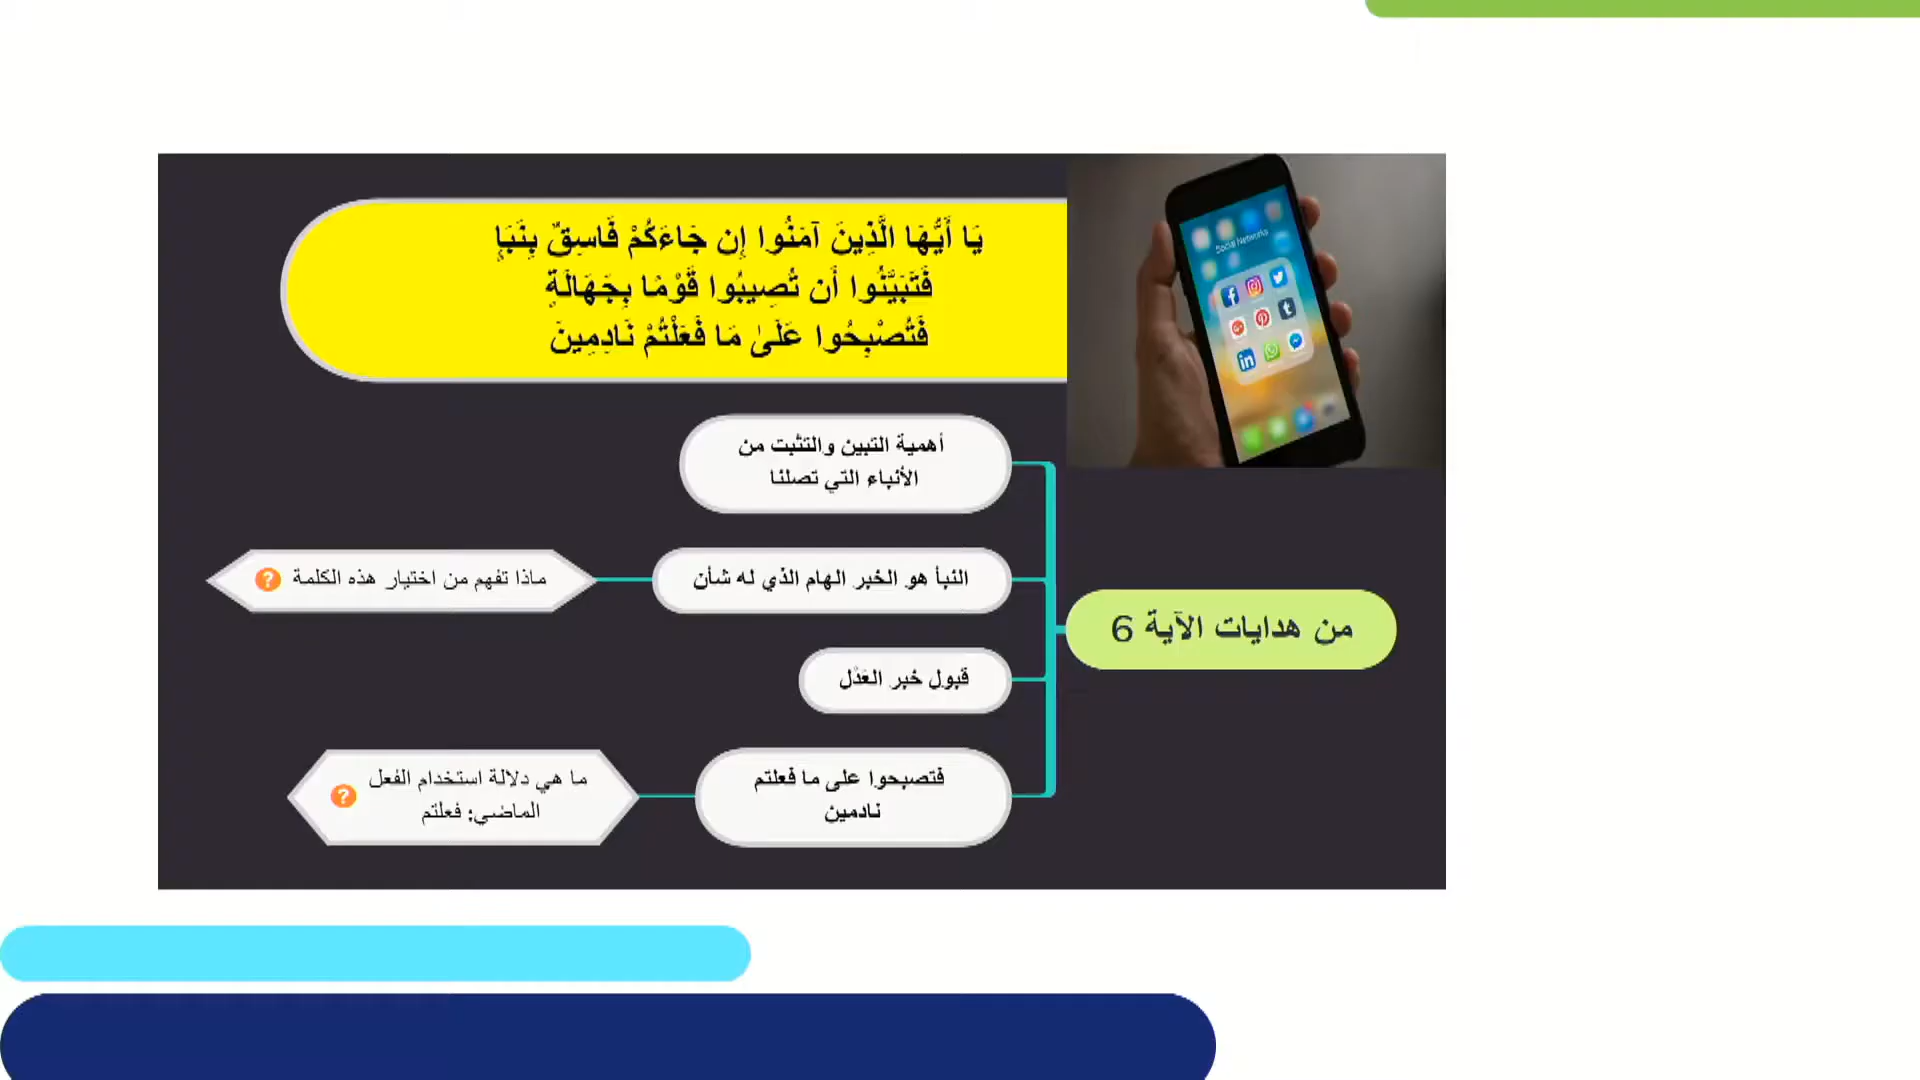 يَا أَيُّهَا الَّذِينَ آمَنُوا إِن جَاءَكُمْ فَاسِقٌ بِنَبَإٍ
فَتَبَيَّنُوا أَن تُصِيبُوا قَوْمًا بِجَهَالَةٍ
فَتُصْبِحُوا عَلَىٰ مَا فَعَلْتُمْ نَادِمِينَ
Social Networks
من هدايات الآية 6
أهمية التبين والتثبت من
الأنباء التي تصلنا
النبأ هو الخبر الهام الذي له شأن
ماذا تفهم من اختيار هذه الكلمة ?
قبول خبر العَدْل
فتصبحوا على ما فعلتم
نادمين
ما هي دلالة استخدام الفعل
الماضي: فعلتم ?